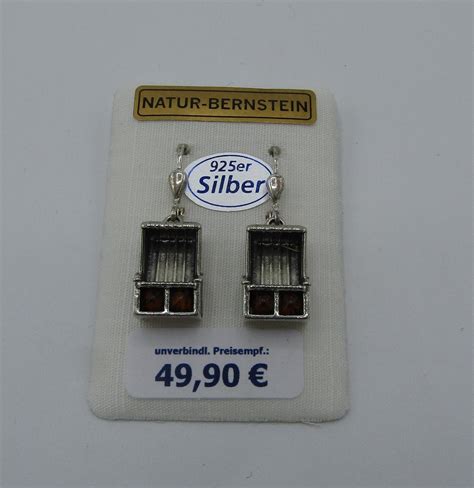 NATUR-BERNSTEIN
925er
Silber
unverbindl. Preisempf.:
49,90 €